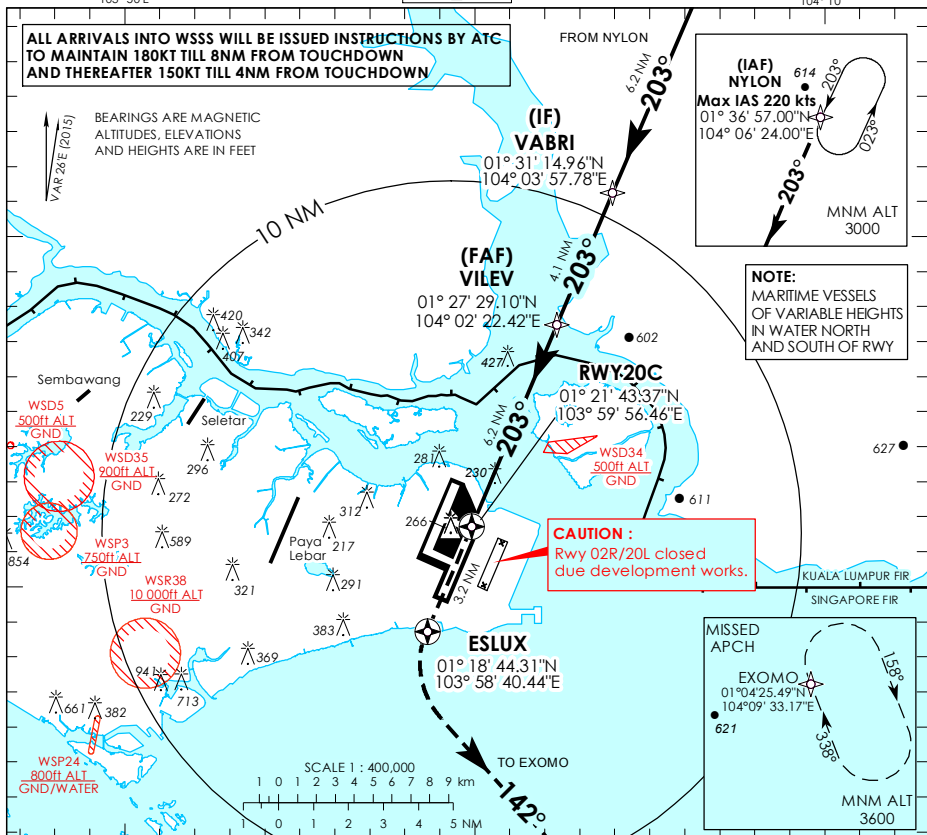 ALL ARRIVALS INTO WSSS WILL BE ISSUED INSTRUCTIONS BY ATC
TO MAINTAIN 180KT TILL 8NM FROM TOUCHDOWN
AND THEREAFTER 150KT TILL 4NM FROM TOUCHDOWN
VAR 26'E (2015)
BEARINGS ARE MAGNETIC
ALTITUDES, ELEVATIONS
AND HEIGHTS ARE IN FEET
FROM NYLON
6.2 NM
203°
(IAF)
NYLON
Max IAS 220 kts
01° 36' 57.00"N
104° 06' 24.00"E
614
203°
023°
203°
MNM ALT
3000
(IF)
VABRI
01° 31' 14.96"N
104° 03' 57.78"E
10 NM
4.1 NM
203°
(FAF)
VILEV
01° 27' 29.10"N
104° 02' 22.42"E
NOTE:
MARITIME VESSELS
OF VARIABLE HEIGHTS
IN WATER NORTH
AND SOUTH OF RWY
420
342
407
427
602
Sembawang
229
Seletar
RWY20C
01° 21' 43.37"N
103° 59' 56.46"E
6.2 NM
203°
WSD5
500ft ALT
GND
WSD35
900ft ALT
GND
296
272
281
230
WSD34
500ft ALT
GND
627
611
312
266
217
Paya
Lebar
WSP3
750ft ALT
GND
589
854
321
291
CAUTION :
Rwy 02R/20L closed
due development works.
KUALA LUMPUR FIR
SINGAPORE FIR
WSR38
10 000ft ALT
GND
3.2 NM
383
369
941
713
661
382
ESLUX
01° 18' 44.31"N
103° 58' 40.44"E
MISSED
APCH
EXOMO
01°04'25.49"N
104°09' 33.17"E
621
158°
338°
MNM ALT
3600
WSP24
800ft ALT
GND/WATER
SCALE 1 : 400,000
1 0 1 2 3 4 5 6 7 8 9 km
1 0 1 2 3 4 5 NM
TO EXOMO
142°